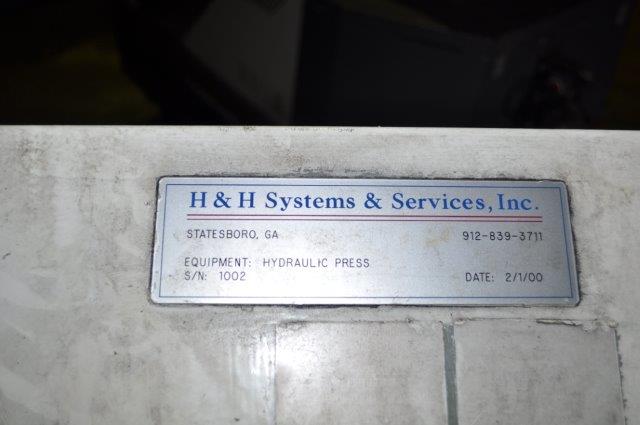 H & H Systems & Services, Inc.
STATESBORO, GA 912-839-3711
EQUIPMENT: HYDRAULIC PRESS
S/N: 1002 DATE: 2/1/00